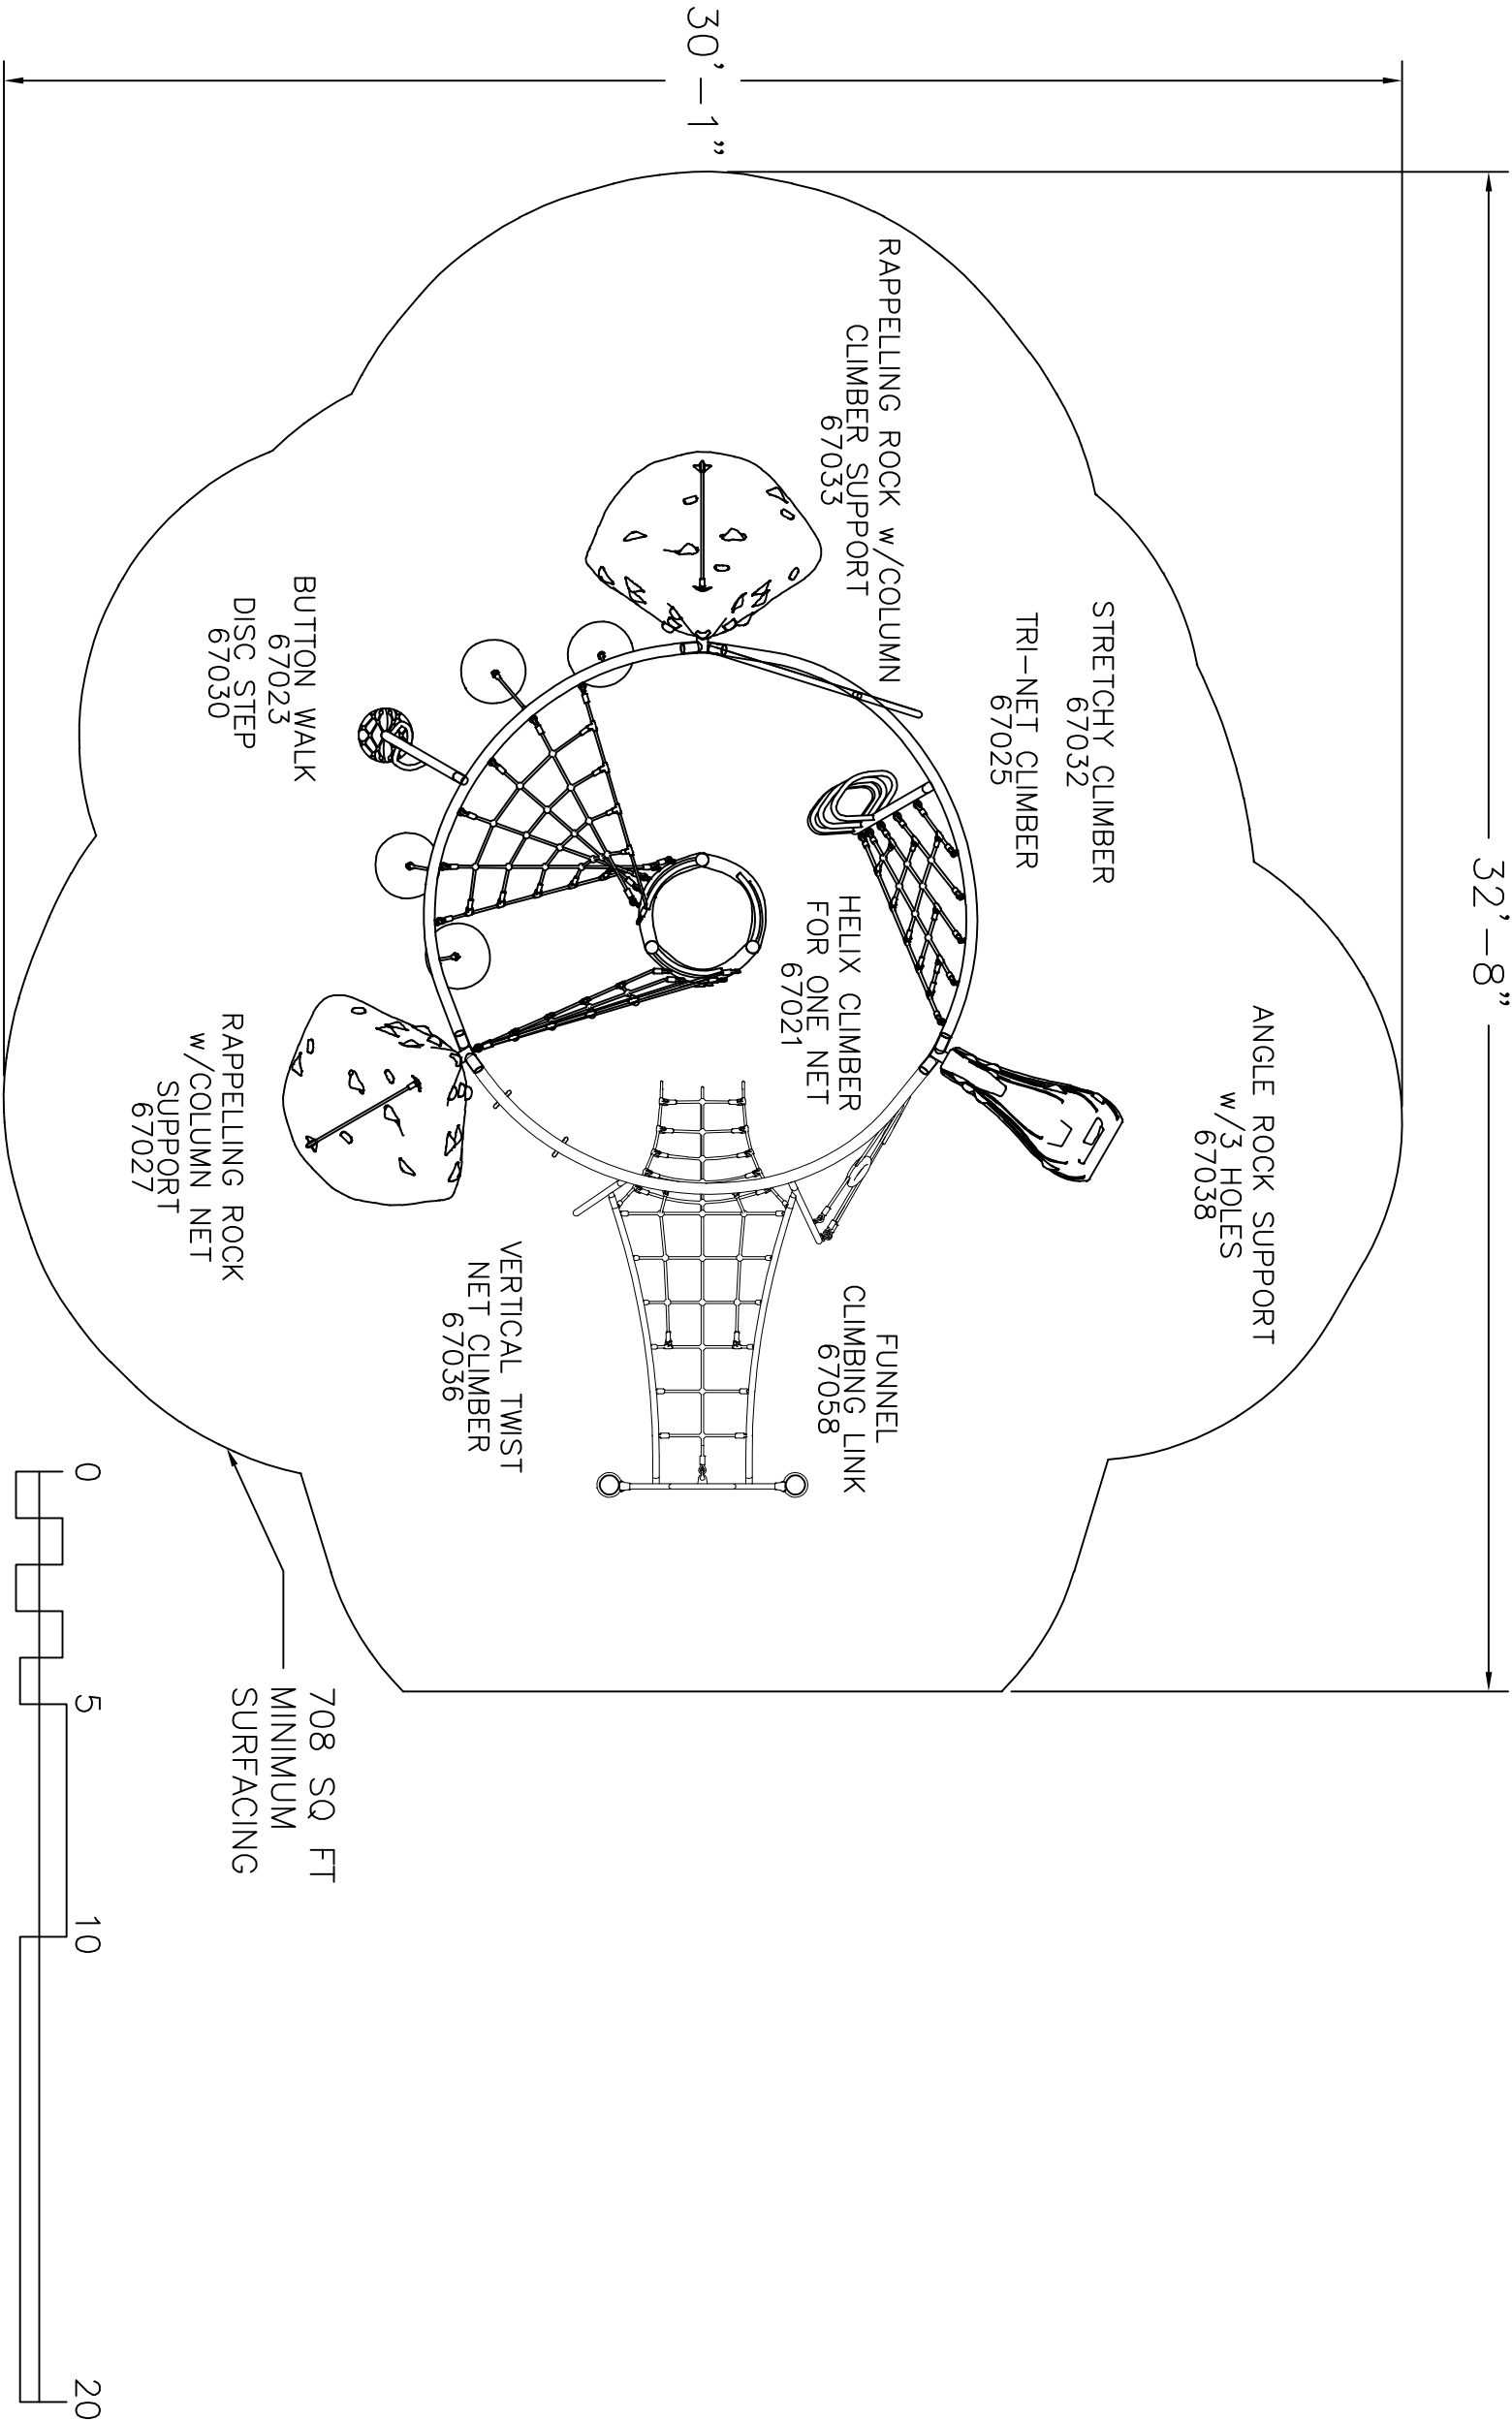 32'-8"
30'-1"
ANGLE ROCK SUPPORT
w/3 HOLES
67038
STRETCHY CLIMBER
67032
TRI-NET CLIMBER
67025
RAPPELLING ROCK w/COLUMN
CLIMBER SUPPORT
67033
HELIX CLIMBER
FOR ONE NET
67021
FUNNEL
CLIMBING LINK
67058
VERTICAL TWIST
NET CLIMBER
67036
BUTTON WALK
67023
DISC STEP
67030
RAPPELLING ROCK
w/COLUMN NET
SUPPORT
67027
708 SQ FT
MINIMUM
SURFACING
0 5 10 20